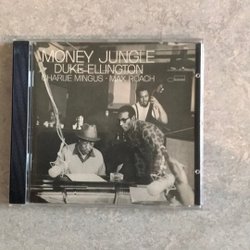 MONEY JUNGLE
DUKE ELLINGTON
CHARLIE MINGUS · MAX ROACH